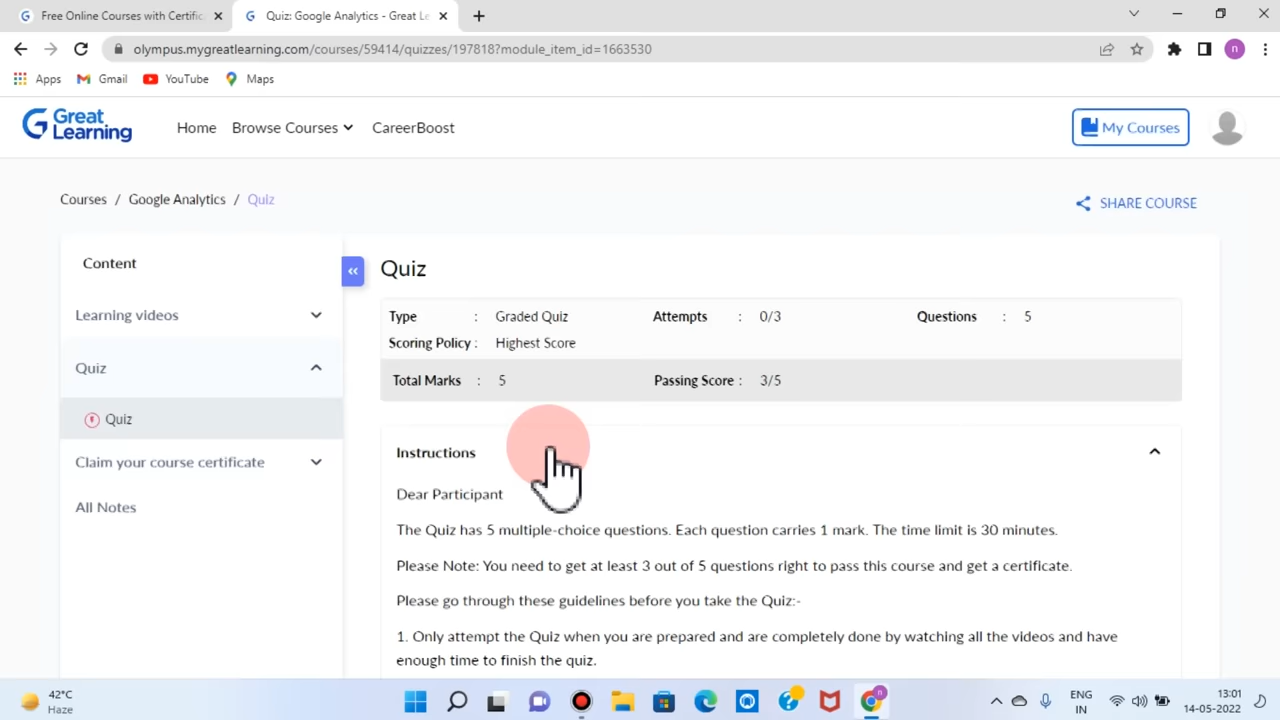 Free Online Courses with Certific
Quiz: Google Analytics - Great Le
olympus.mygreatlearning.com/courses/59414/quizzes/197818?module_item_id=1663530
n
Apps
Gmail
YouTube
Maps
Great
Learning
Home
Browse Courses
CareerBoost
My Courses
Courses / Google Analytics / Quiz
SHARE COURSE
Content
Learning videos
Quiz
Quiz
Claim your course certificate
All Notes
Quiz
Type : Graded Quiz Attempts : 0/3 Questions : 5
Scoring Policy : Highest Score
Total Marks : 5 Passing Score : 3/5
Instructions
Dear Participant
The Quiz has 5 multiple-choice questions. Each question carries 1 mark. The time limit is 30 minutes.
Please Note: You need to get at least 3 out of 5 questions right to pass this course and get a certificate.
Please go through these guidelines before you take the Quiz:-
1. Only attempt the Quiz when you are prepared and are completely done by watching all the videos and have
enough time to finish the quiz.
42°C
Haze
ENG
IN
13:01
14-05-2022